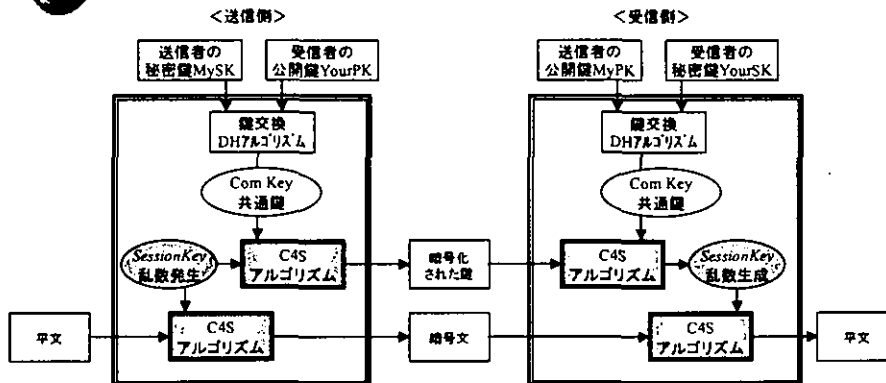 ＜送信側＞
＜受信側＞
送信者の
秘密鍵MySK
受信者の
公開鍵YourPK
送信者の
公開鍵MyPK
受信者の
秘密鍵YourSK
鍵交換
DHアルゴリズム
鍵交換
DHアルゴリズム
Com Key
共通鍵
Com Key
共通鍵
SessionKey
乱数発生
C4S
アルゴリズム
暗号化
された鍵
C4S
アルゴリズム
SessionKey
乱数生成
平文
C4S
アルゴリズム
暗号文
C4S
アルゴリズム
平文